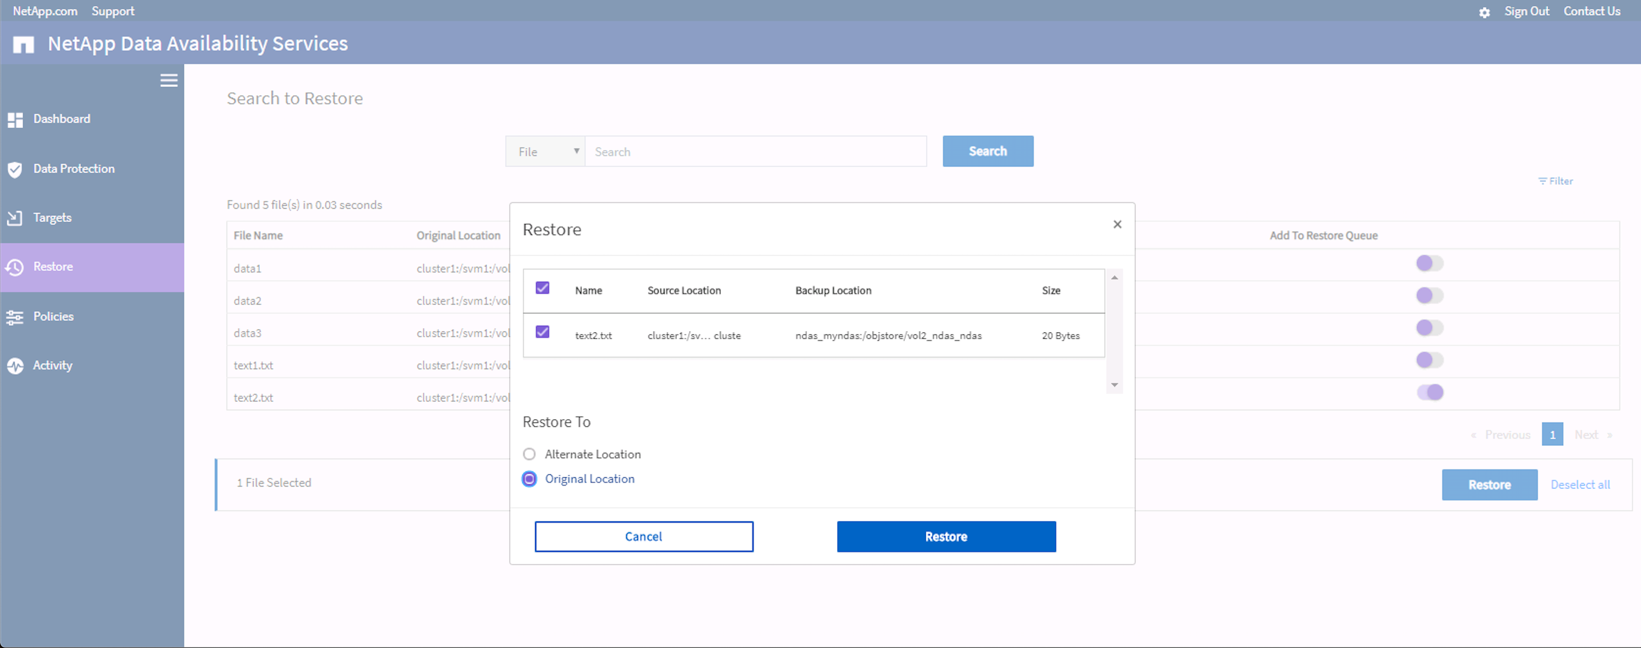 NetApp.com Support Sign Out Contact Us
NetApp Data Availability Services
Dashboard
Data Protection
Targets
Restore
Policies
Activity
Search to Restore
File Search Search
Filter
Found 5 file(s) in 0.03 seconds
File Name Original Location Add To Restore Queue
data1 cluster1:/svm1:/vol
data2 cluster1:/svm1:/vol
data3 cluster1:/svm1:/vol
text1.txt cluster1:/svm1:/vol
text2.txt cluster1:/svm1:/vol
« Previous 1 Next »
1 File Selected Restore Deselect all
Restore ×
Name Source Location Backup Location Size
text2.txt cluster1:/sv... cluste ndas_myndas:/objstore/vol2_ndas_ndas 20 Bytes
Restore To
Alternate Location
Original Location
Cancel Restore